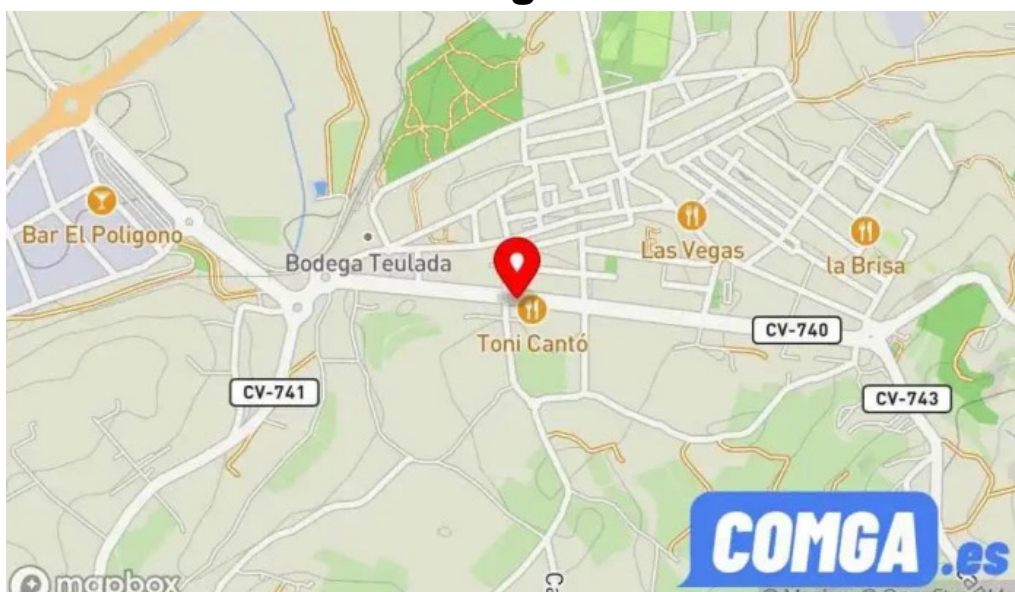 Bar El Poligono
Las Vegas
la Brisa
Bodega Teulada
Toni Cantó
CV-740
CV-741
CV-743
COMGA.es
mapbox